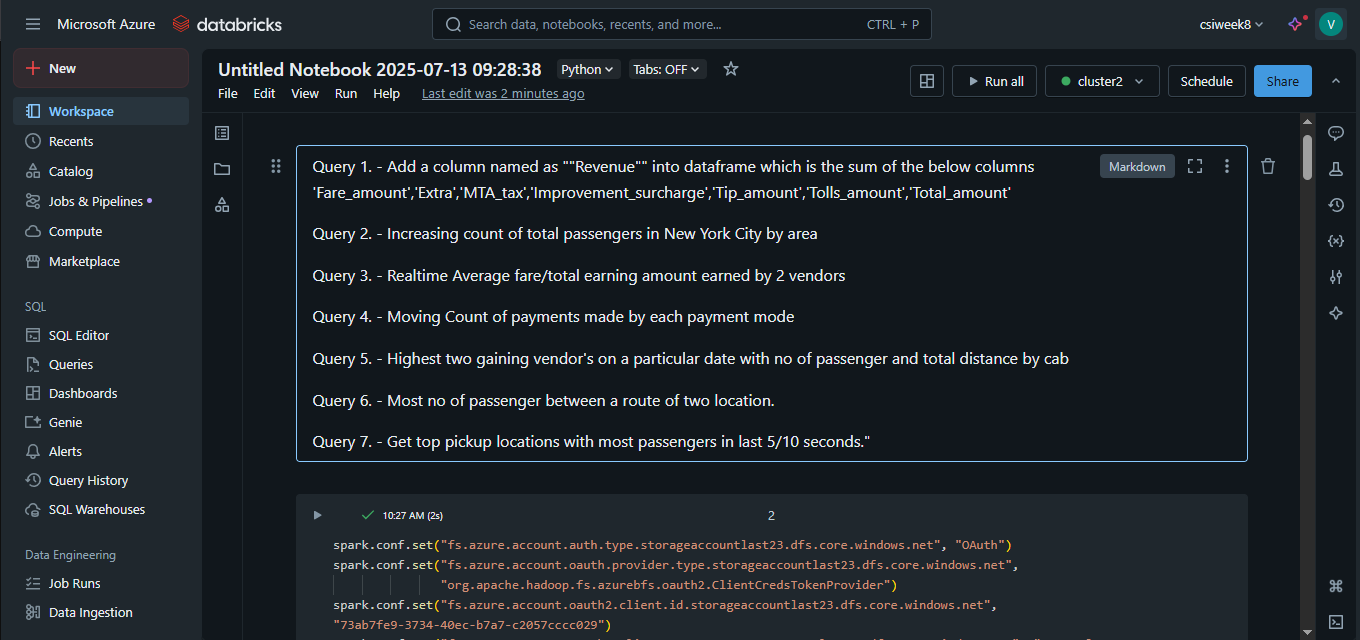 Microsoft Azure
databricks
Search data, notebooks, recents, and more...
CTRL + P
csiweek8
V
New
Workspace
Recents
Catalog
Jobs & Pipelines
Compute
Marketplace
SQL
SQL Editor
Queries
Dashboards
Genie
Alerts
Query History
SQL Warehouses
Data Engineering
Job Runs
Data Ingestion
Untitled Notebook 2025-07-13 09:28:38
Python
Tabs: OFF
File Edit View Run Help Last edit was 2 minutes ago
Run all
cluster2
Schedule
Share
Markdown
Query 1. - Add a column named as ""Revenue"" into dataframe which is the sum of the below columns
'Fare_amount','Extra','MTA_tax','Improvement_surcharge','Tip_amount','Tolls_amount','Total_amount'
Query 2. - Increasing count of total passengers in New York City by area
Query 3. - Realtime Average fare/total earning amount earned by 2 vendors
Query 4. - Moving Count of payments made by each payment mode
Query 5. - Highest two gaining vendor's on a particular date with no of passenger and total distance by cab
Query 6. - Most no of passenger between a route of two location.
Query 7. - Get top pickup locations with most passengers in last 5/10 seconds."
10:27 AM (2s)
2
spark.conf.set("fs.azure.account.auth.type.storageaccountlast23.dfs.core.windows.net", "OAuth")
spark.conf.set("fs.azure.account.oauth.provider.type.storageaccountlast23.dfs.core.windows.net",
"org.apache.hadoop.fs.azurebfs.oauth2.ClientCredsTokenProvider")
spark.conf.set("fs.azure.account.oauth2.client.id.storageaccountlast23.dfs.core.windows.net",
"73ab7fe9-3734-40ec-b7a7-c2057cccc029")